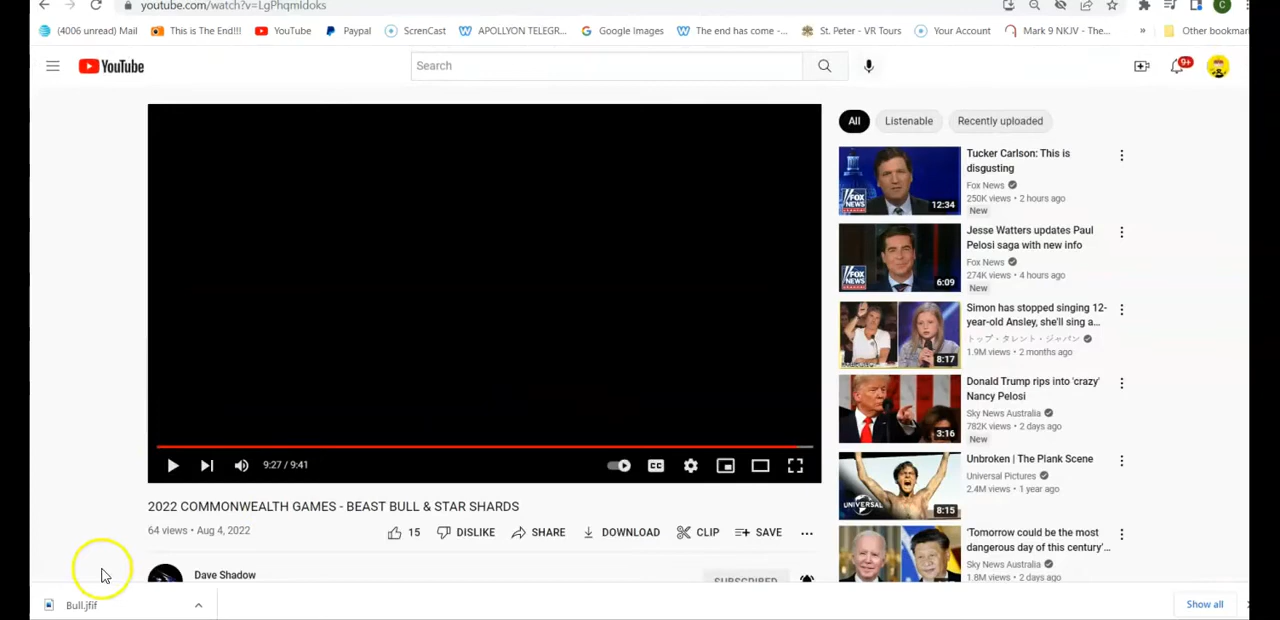 youtube.com/watch?v=LgPhqmIdoks
C
(4006 unread) Mail
This is The End!!!
YouTube
Paypal
ScrenCast
APOLLYON TELEGR...
Google Images
The end has come -...
St. Peter - VR Tours
Your Account
Mark 9 NKJV - The...
»
Other bookmar
YouTube
Search
9+
All
Listenable
Recently uploaded
Tucker Carlson: This is
disgusting
Fox News
250K views • 2 hours ago
New
12:34
Jesse Watters updates Paul
Pelosi saga with new info
Fox News
274K views • 4 hours ago
New
6:09
Simon has stopped singing 12-
year-old Ansley, she'll sing a...
トップ・タレント・ジャパン
1.9M views • 2 months ago
8:17
Donald Trump rips into 'crazy'
Nancy Pelosi
Sky News Australia
782K views • 2 days ago
New
3:16
Unbroken | The Plank Scene
Universal Pictures
2.4M views • 1 year ago
UNIVERSAL
8:15
'Tomorrow could be the most
dangerous day of this century'...
Sky News Australia
1.8M views • 2 days ago
9:27 / 9:41
CC
2022 COMMONWEALTH GAMES - BEAST BULL & STAR SHARDS
64 views • Aug 4, 2022
15
DISLIKE
SHARE
DOWNLOAD
CLIP
SAVE
Dave Shadow
SUBSCRIBED
Bull.jfif
Show all